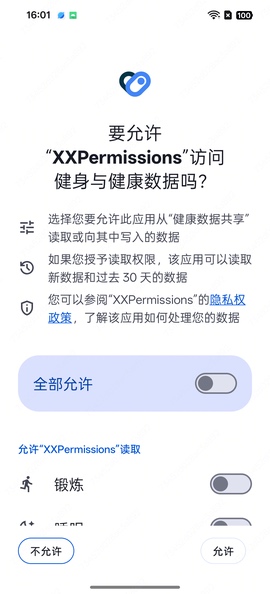 16:01
100
要允许
“XXPermissions”访问
健身与健康数据吗？
选择您要允许此应用从“健康数据共享”
读取或向其中写入的数据
如果您授予读取权限，该应用可以读取
新数据和过去 30 天的数据
您可以参阅“XXPermissions”的隐私权
政策，了解该应用如何处理您的数据
全部允许
允许“XXPermissions”读取
锻炼
不允许
允许